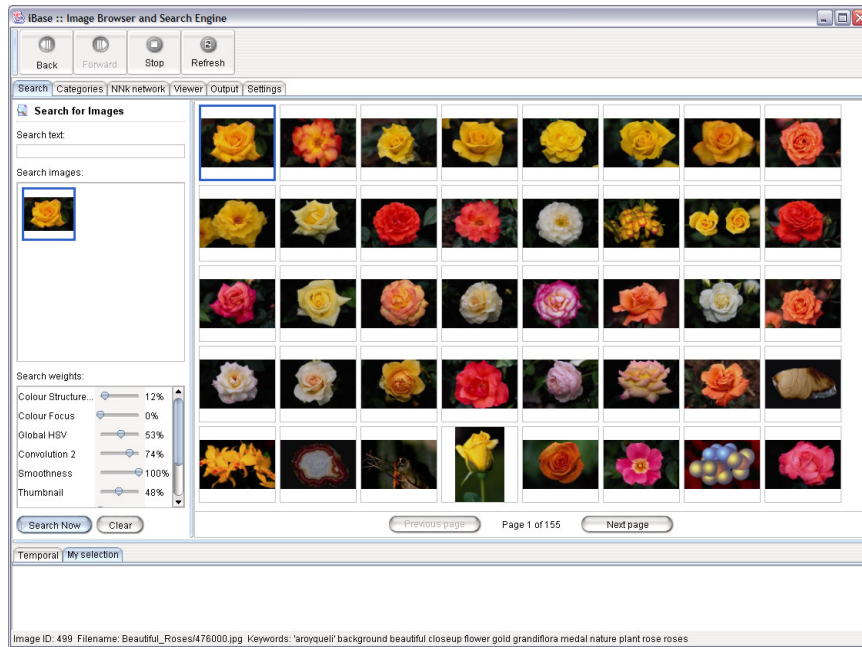 iBase :: Image Browser and Search Engine
Back Forward Stop Refresh
Search Categories NNk network Viewer Output Settings
Search for Images
Search text:
Search images:
Search weights:
Colour Structure... 12%
Colour Focus 0%
Global HSV 53%
Convolution 2 74%
Smoothness 100%
Thumbnail 48%
Search Now Clear
Previous page Page 1 of 155 Next page
Temporal My selection
Image ID: 499 Filename: Beautiful_Roses/476000.jpg Keywords: 'aroyqueli' background beautiful closeup flower gold grandiflora medal nature plant rose roses